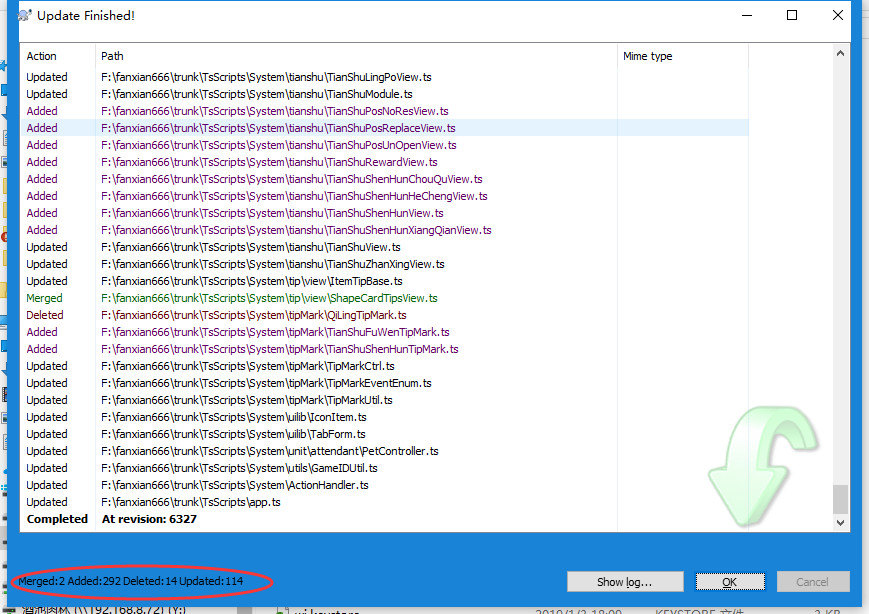 Update Finished!
Action Path Mime type
Updated F:\fanxian666\trunk\TsScripts\System\tianshu\TianShuLingPoView.ts
Updated F:\fanxian666\trunk\TsScripts\System\tianshu\TianShuModule.ts
Added F:\fanxian666\trunk\TsScripts\System\tianshu\TianShuPosNoResView.ts
Added F:\fanxian666\trunk\TsScripts\System\tianshu\TianShuPosReplaceView.ts
Added F:\fanxian666\trunk\TsScripts\System\tianshu\TianShuPosUnOpenView.ts
Added F:\fanxian666\trunk\TsScripts\System\tianshu\TianShuRewardView.ts
Added F:\fanxian666\trunk\TsScripts\System\tianshu\TianShuShenHunChouQuView.ts
Added F:\fanxian666\trunk\TsScripts\System\tianshu\TianShuShenHunHeChengView.ts
Added F:\fanxian666\trunk\TsScripts\System\tianshu\TianShuShenHunView.ts
Added F:\fanxian666\trunk\TsScripts\System\tianshu\TianShuShenHunXiangQianView.ts
Updated F:\fanxian666\trunk\TsScripts\System\tianshu\TianShuView.ts
Updated F:\fanxian666\trunk\TsScripts\System\tianshu\TianShuZhanXingView.ts
Updated F:\fanxian666\trunk\TsScripts\System\tip\view\ItemTipBase.ts
Merged F:\fanxian666\trunk\TsScripts\System\tip\view\ShapeCardTipsView.ts
Deleted F:\fanxian666\trunk\TsScripts\System\tipMark\QiLingTipMark.ts
Added F:\fanxian666\trunk\TsScripts\System\tipMark\TianShuFuWenTipMark.ts
Added F:\fanxian666\trunk\TsScripts\System\tipMark\TianShuShenHunTipMark.ts
Updated F:\fanxian666\trunk\TsScripts\System\tipMark\TipMarkCtrl.ts
Updated F:\fanxian666\trunk\TsScripts\System\tipMark\TipMarkEventEnum.ts
Updated F:\fanxian666\trunk\TsScripts\System\tipMark\TipMarkUtil.ts
Updated F:\fanxian666\trunk\TsScripts\System\uilib\IconItem.ts
Updated F:\fanxian666\trunk\TsScripts\System\uilib\TabForm.ts
Updated F:\fanxian666\trunk\TsScripts\System\unit\attendant\PetController.ts
Updated F:\fanxian666\trunk\TsScripts\System\utils\GameIDUtil.ts
Updated F:\fanxian666\trunk\TsScripts\System\ActionHandler.ts
Updated F:\fanxian666\trunk\TsScripts\app.ts
Completed At revision: 6327
Merged:2 Added:292 Deleted:14 Updated:114
Show log... OK Cancel
(\\192.168.8.72) (Y:)